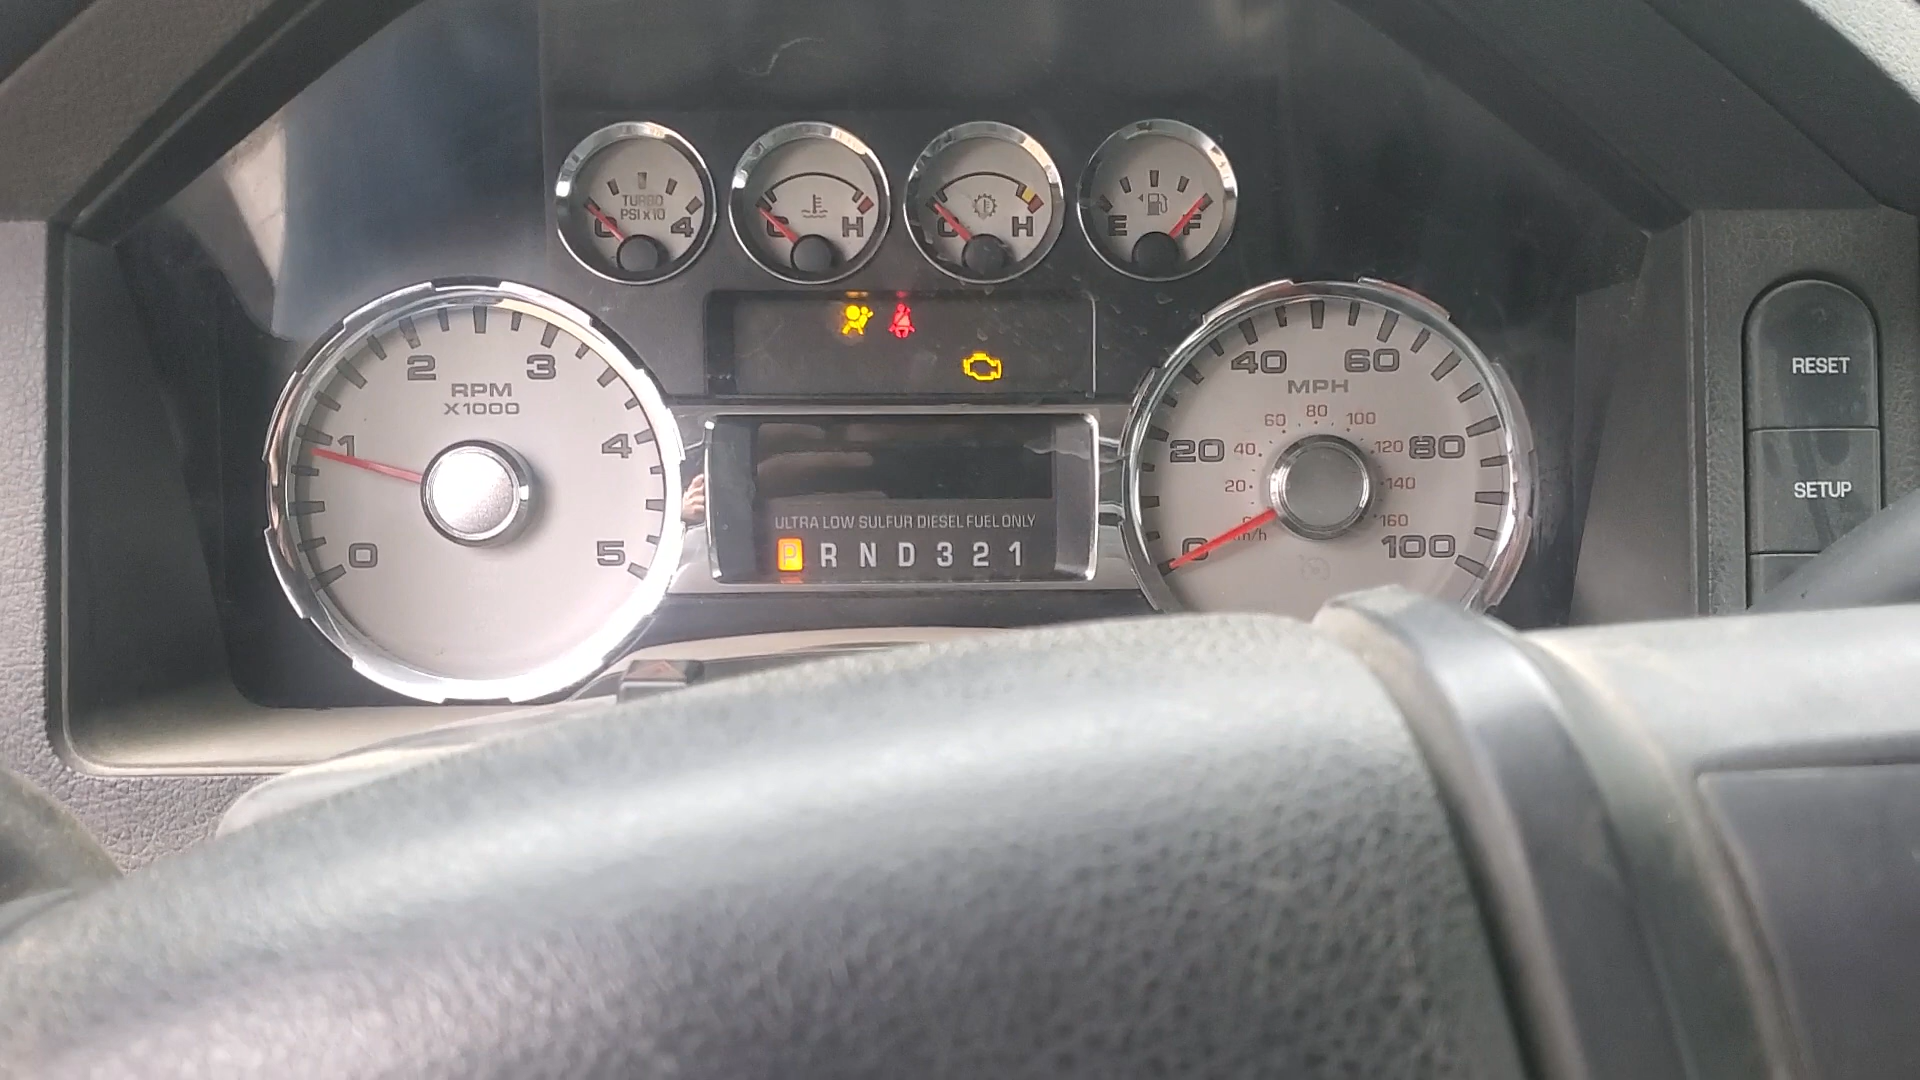 TURBO
PSI x10
0 4
C H
C H
E F
0 1 2 3 4 5
RPM
X1000
0 20 40 60 80 100
MPH
20 40 60 80 100 120 140 160
km/h
ULTRA LOW SULFUR DIESEL FUEL ONLY
P R N D 3 2 1
RESET
SETUP